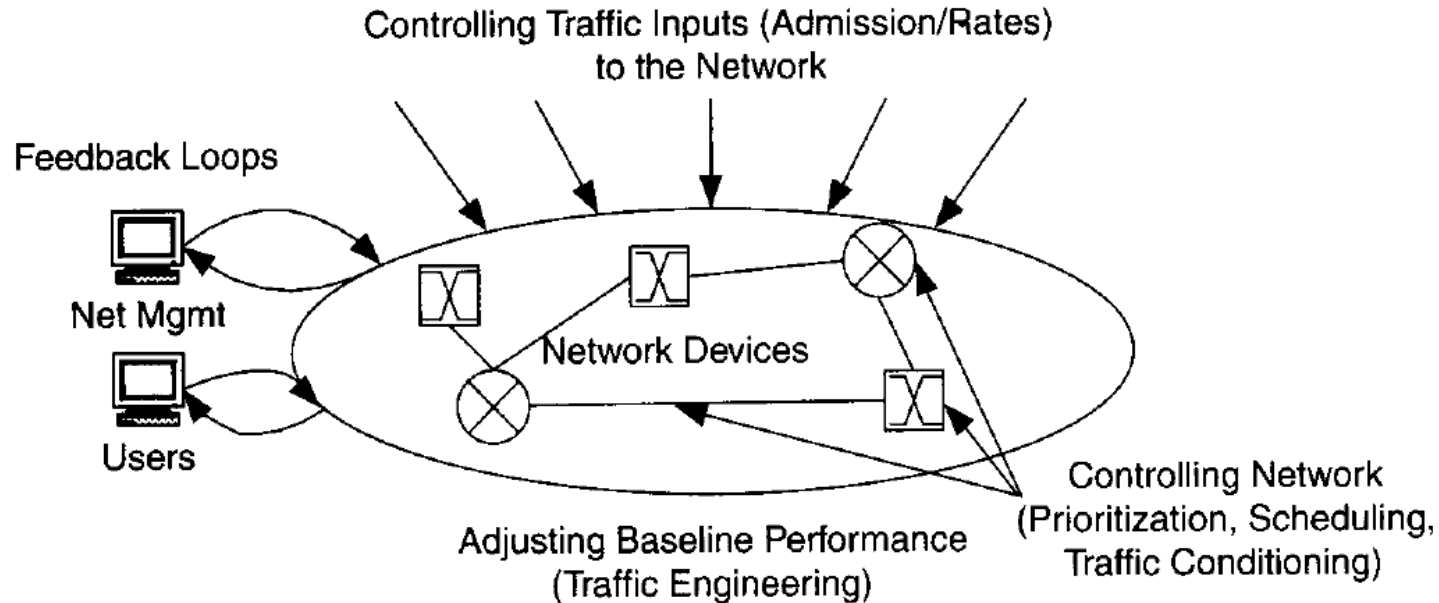 Controlling Traffic Inputs (Admission/Rates)
to the Network
Feedback Loops
Net Mgmt
Network Devices
Users
Controlling Network
(Prioritization, Scheduling,
Traffic Conditioning)
Adjusting Baseline Performance
(Traffic Engineering)